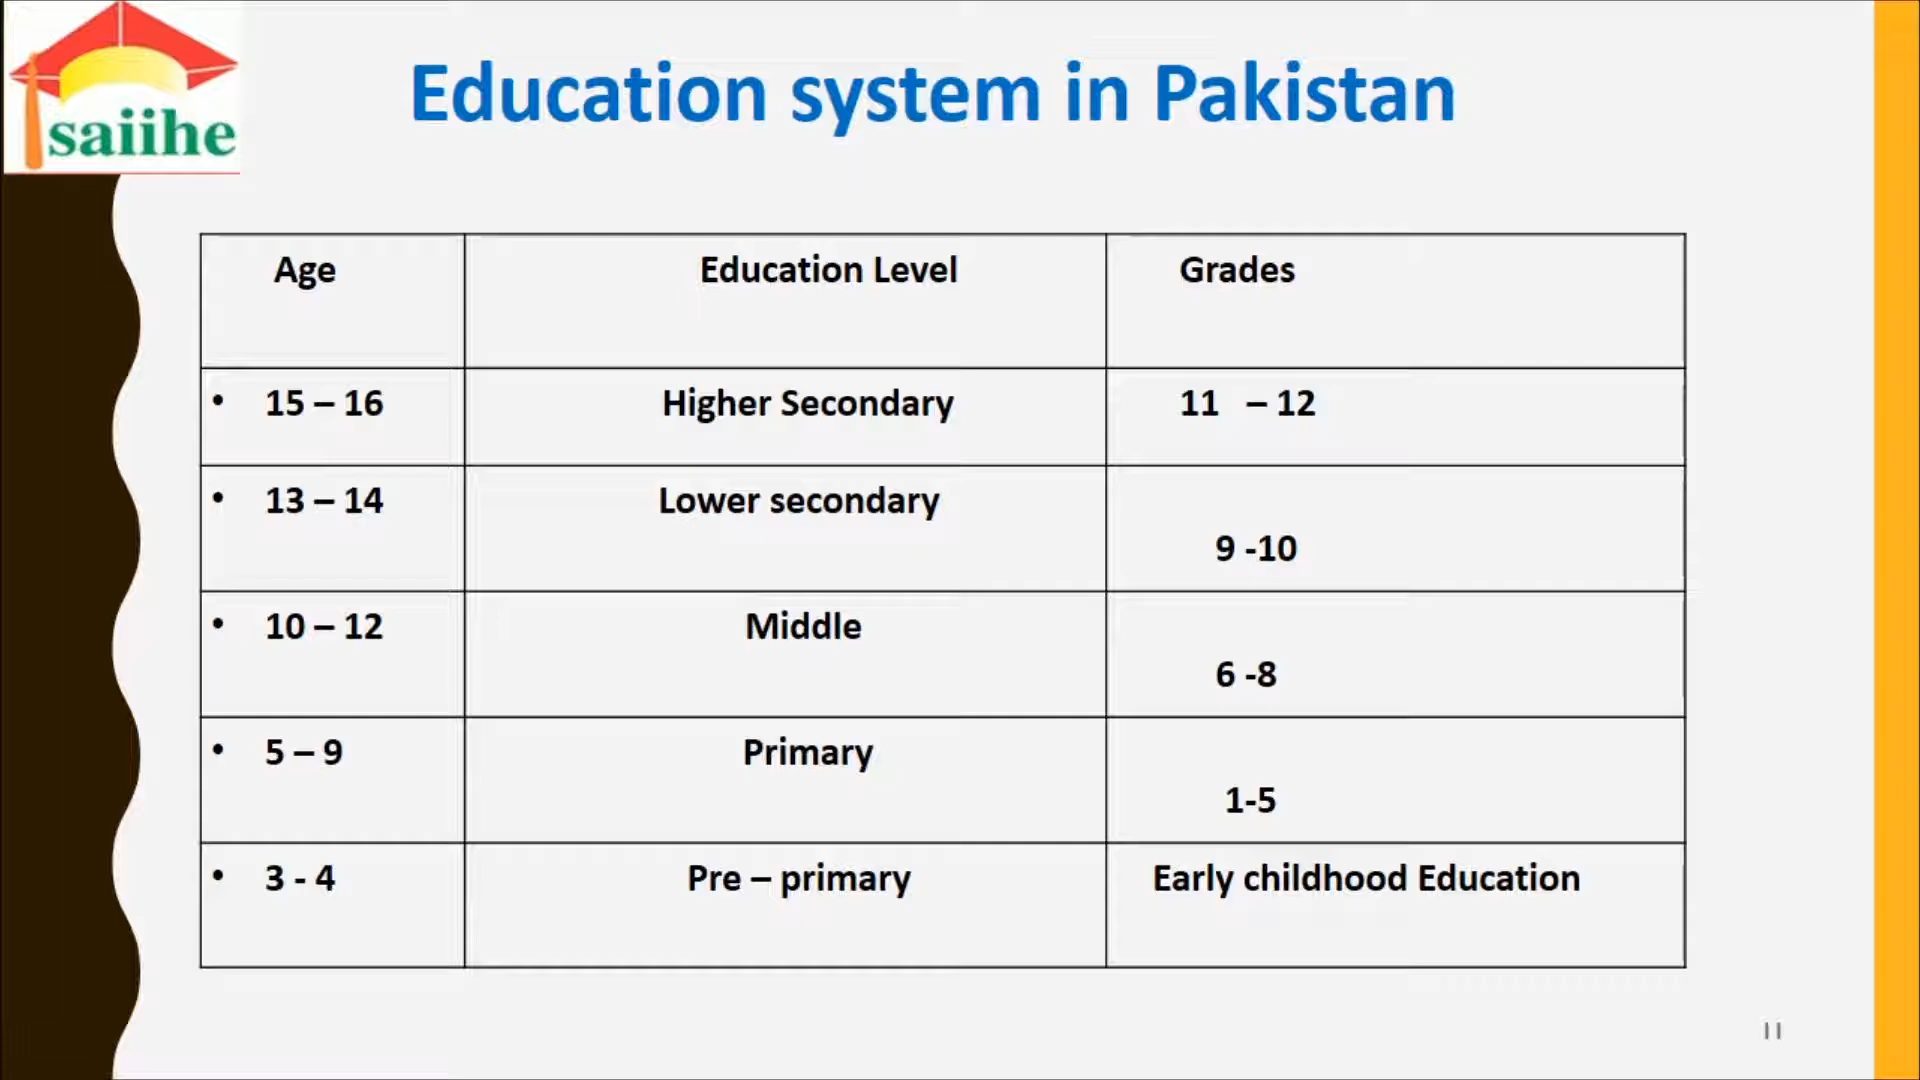 saiihe
Education system in Pakistan
Age Education Level Grades
• 15 – 16 Higher Secondary 11 – 12
• 13 – 14 Lower secondary 9 -10
• 10 – 12 Middle 6 -8
• 5 – 9 Primary 1-5
• 3 - 4 Pre – primary Early childhood Education
11